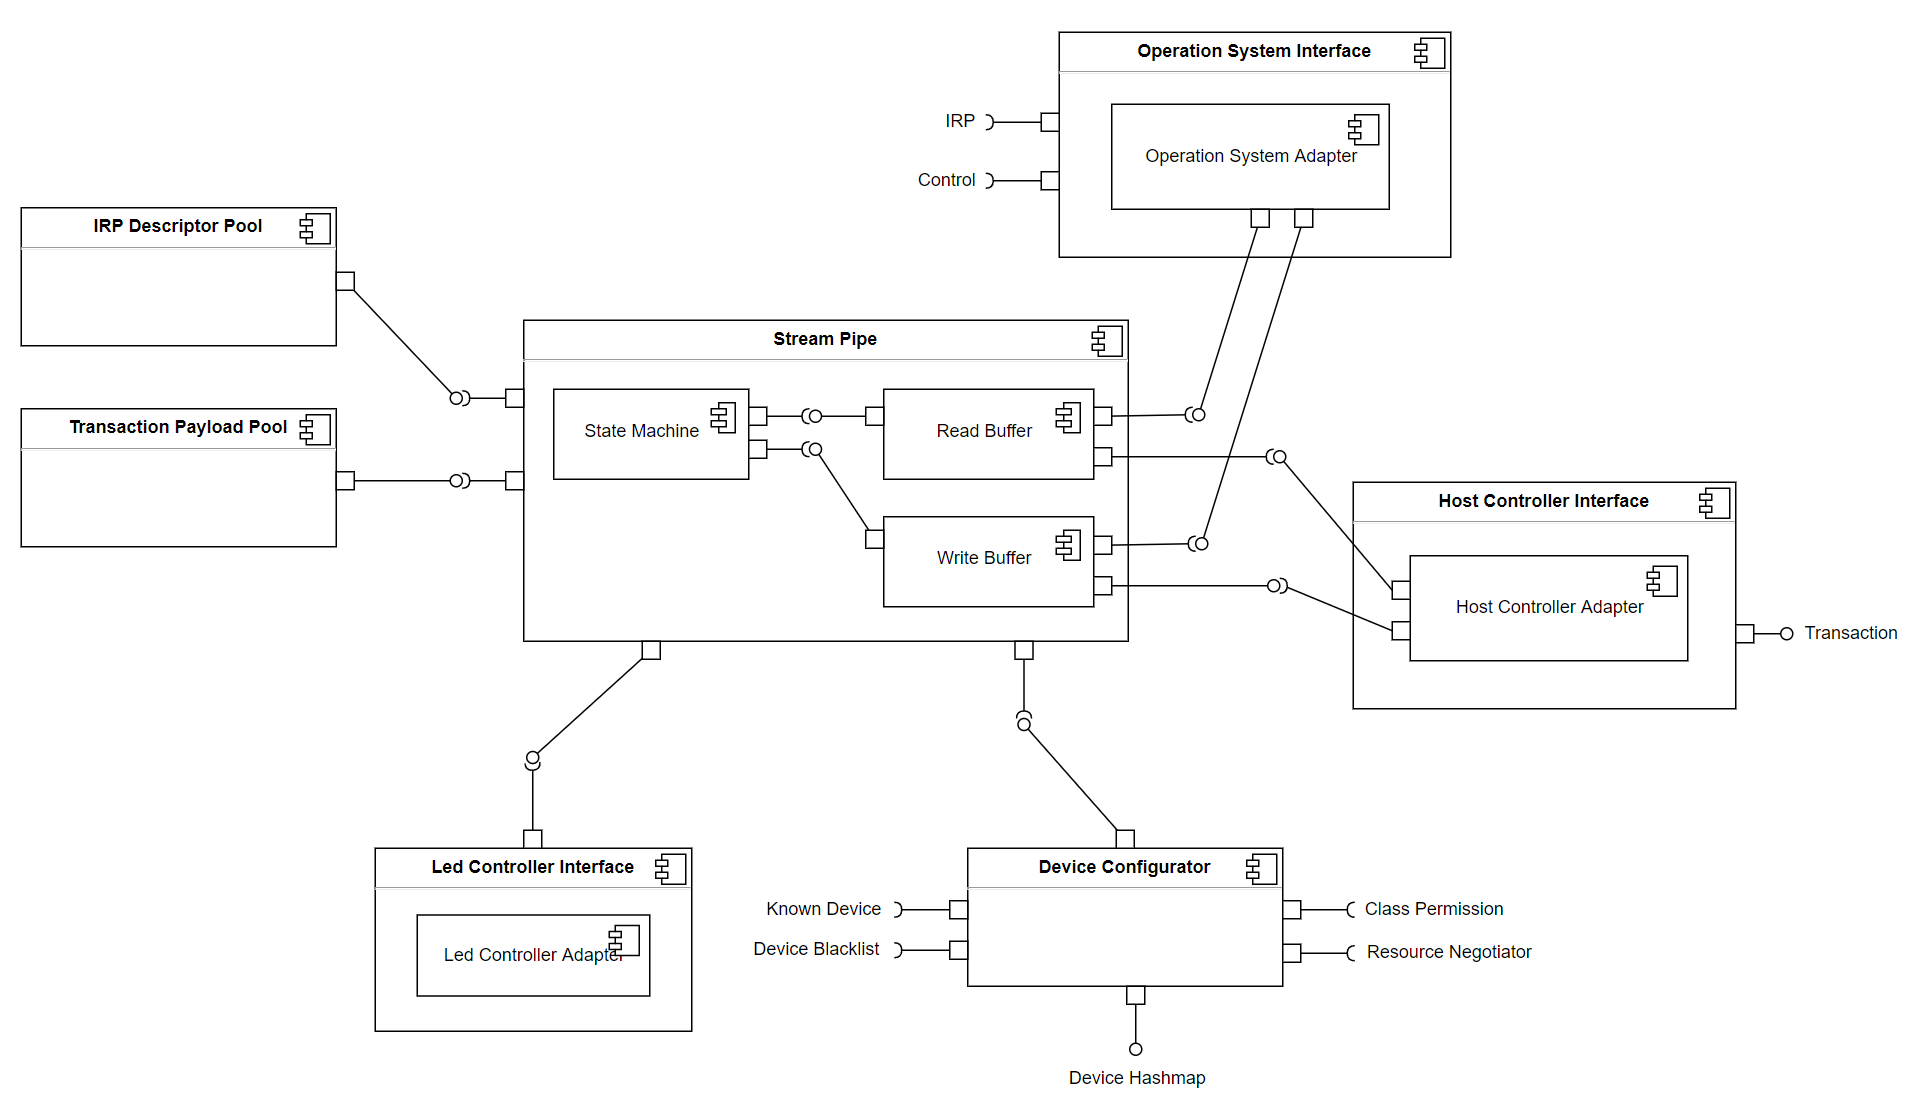 Operation System Interface
IRP
Operation System Adapter
Control
IRP Descriptor Pool
Stream Pipe
Transaction Payload Pool
State Machine
Read Buffer
Host Controller Interface
Write Buffer
Host Controller Adapter
Transaction
Led Controller Interface
Device Configurator
Known Device
Class Permission
Device Blacklist
Resource Negotiator
Led Controller Adapter
Device Hashmap